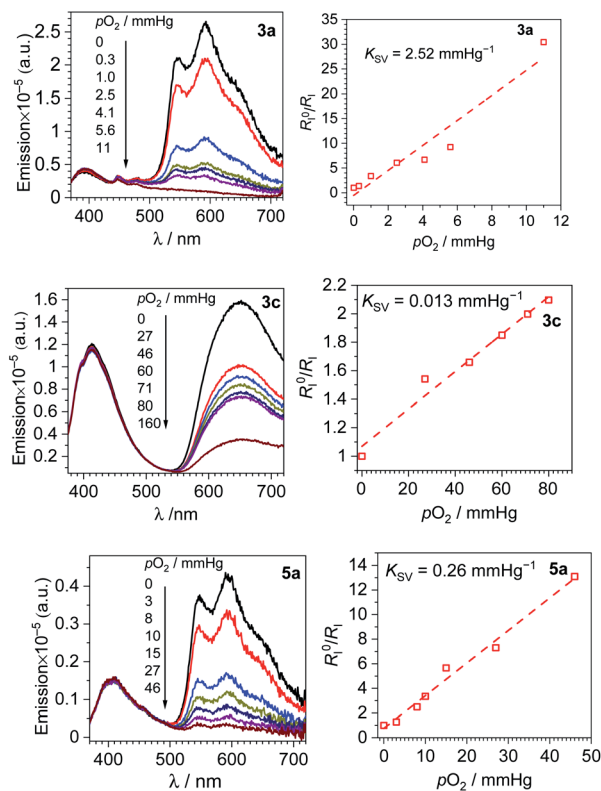 pO₂ / mmHg
3a
0
0.3
1.0
2.5
4.1
5.6
11
Emission×10⁻⁵ (a.u.)
2.5
2.0
1.5
1.0
0.5
0.0
400 500 600 700
λ / nm
3a
K_SV = 2.52 mmHg⁻¹
R_I⁰/R_I
35
30
25
20
15
10
5
0
0 2 4 6 8 10 12
pO₂ / mmHg
pO₂ / mmHg
3c
0
27
46
60
71
80
160
Emission×10⁻⁵ (a.u.)
1.6
1.4
1.2
1.0
0.8
0.6
0.4
0.2
400 500 600 700
λ /nm
K_SV = 0.013 mmHg⁻¹
3c
R_I⁰/R_I
2.2
2.0
1.8
1.6
1.4
1.2
1
0 20 40 60 80
pO₂ / mmHg
pO₂ / mmHg
5a
0
3
8
10
15
27
46
Emission×10⁻⁵ (a.u.)
0.4
0.3
0.2
0.1
0
400 500 600 700
λ / nm
K_SV = 0.26 mmHg⁻¹
5a
R_I⁰/R_I
14
12
10
8
6
4
2
0
0 10 20 30 40 50
pO₂ / mmHg